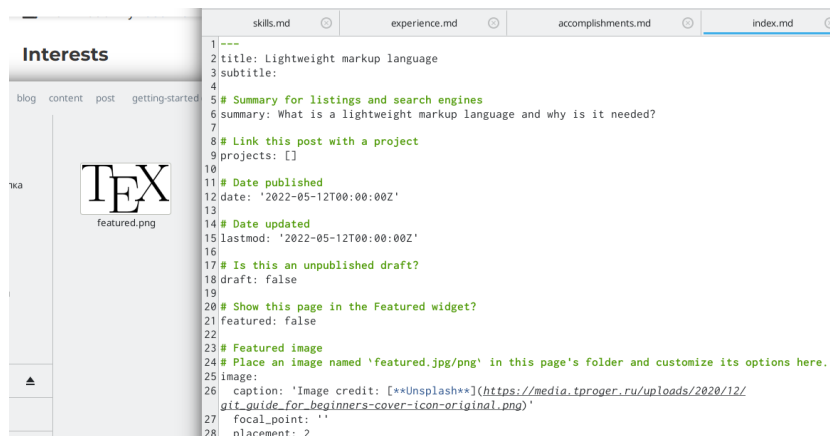 skills.md
experience.md
accomplishments.md
index.md
Interests
blog content post getting-started
TEX
featured.png
1 ---
2 title: Lightweight markup language
3 subtitle:
4
5 # Summary for listings and search engines
6 summary: What is a lightweight markup language and why is it needed?
7
8 # Link this post with a project
9 projects: []
10
11 # Date published
12 date: '2022-05-12T00:00:00Z'
13
14 # Date updated
15 lastmod: '2022-05-12T00:00:00Z'
16
17 # Is this an unpublished draft?
18 draft: false
19
20 # Show this page in the Featured widget?
21 featured: false
22
23 # Featured image
24 # Place an image named `featured.jpg/png` in this page's folder and customize its options here.
25 image:
26 caption: 'Image credit: [**Unsplash**](https://media.tproger.ru/uploads/2020/12/
git_guide_for_beginners-cover-icon-original.png)'
27 focal_point: ''
28 placement: 2